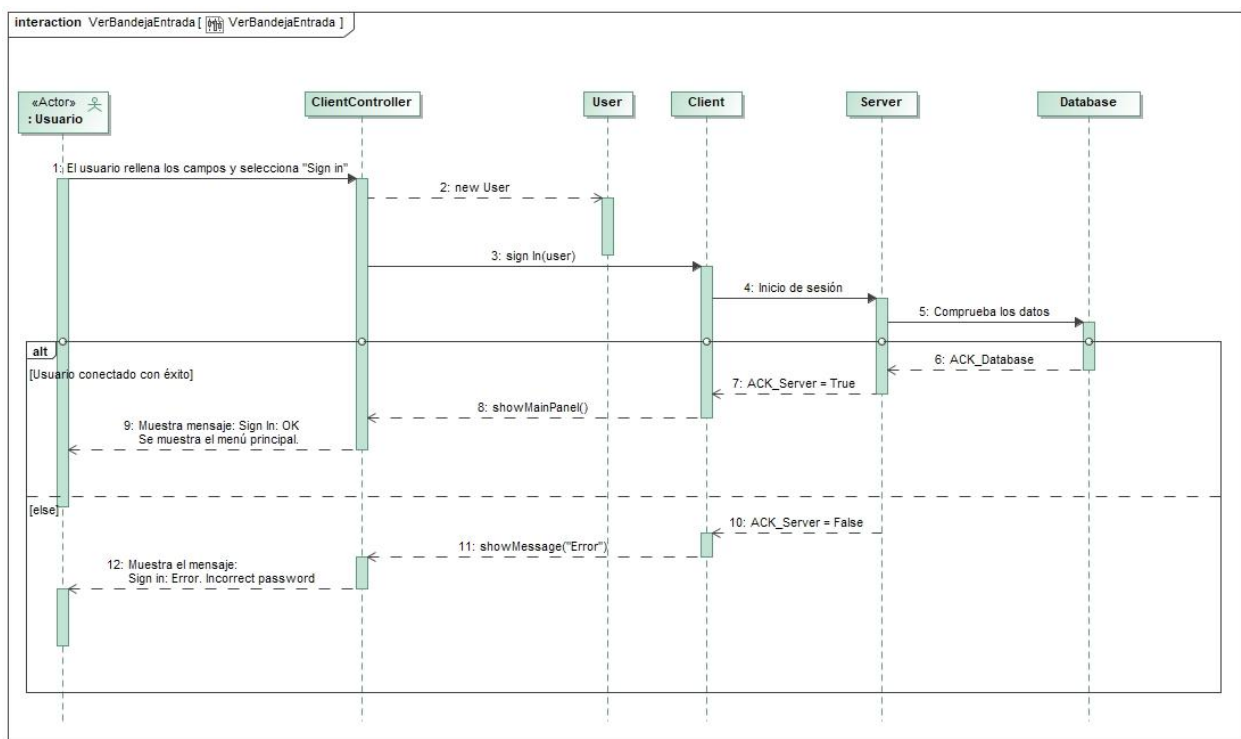 interaction VerBandejaEntrada [ VerBandejaEntrada ]
«Actor»
: Usuario
ClientController
User
Client
Server
Database
1: El usuario rellena los campos y selecciona "Sign in"
2: new User
3: sign In(user)
4: Inicio de sesión
5: Comprueba los datos
alt
[Usuario conectado con éxito]
6: ACK_Database
7: ACK_Server = True
8: showMainPanel()
9: Muestra mensaje: Sign In: OK
Se muestra el menú principal.
[else]
10: ACK_Server = False
11: showMessage("Error")
12: Muestra el mensaje:
Sign in: Error. Incorrect password